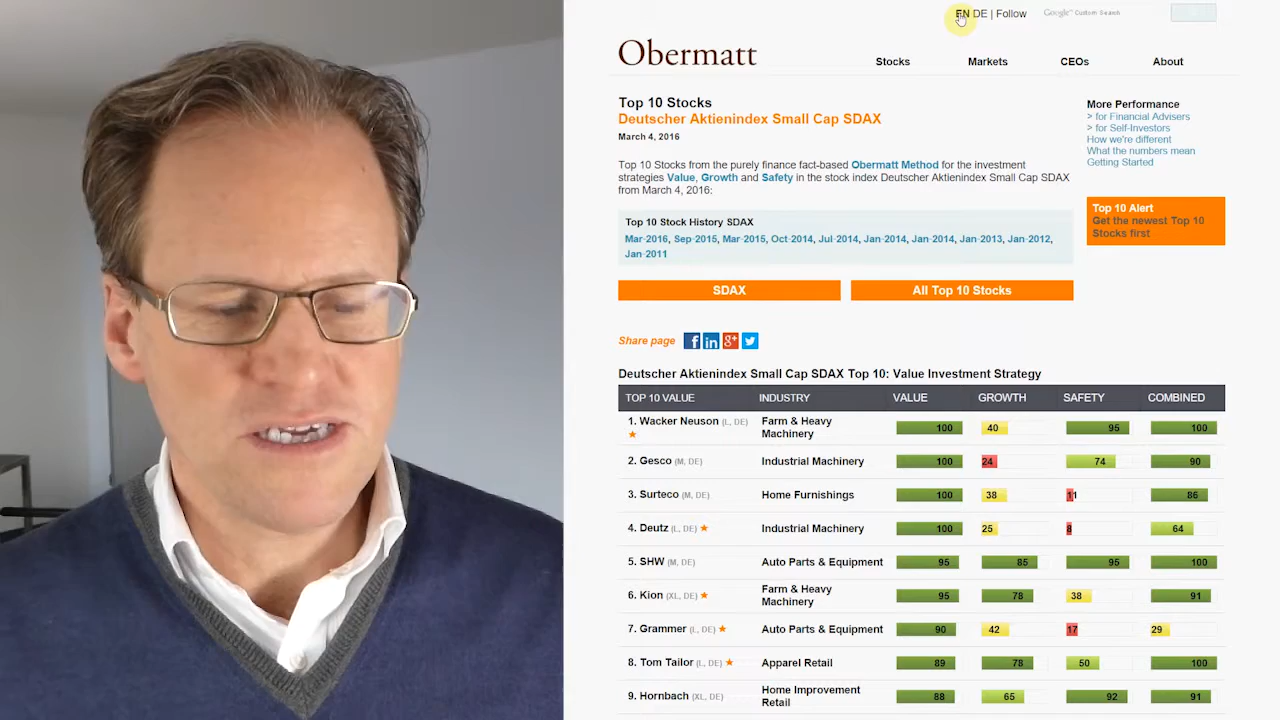 EN DE | Follow
Google™ Custom Search
Obermatt
Stocks Markets CEOs About
Top 10 Stocks
Deutscher Aktienindex Small Cap SDAX
March 4, 2016
Top 10 Stocks from the purely finance fact-based Obermatt Method for the investment
strategies Value, Growth and Safety in the stock index Deutscher Aktienindex Small Cap SDAX
from March 4, 2016:
Top 10 Stock History SDAX
Mar-2016, Sep-2015, Mar-2015, Oct-2014, Jul-2014, Jan-2014, Jan-2014, Jan-2013, Jan-2012,
Jan-2011
SDAX All Top 10 Stocks
More Performance
> for Financial Advisers
> for Self-Investors
How we're different
What the numbers mean
Getting Started
Top 10 Alert
Get the newest Top 10
Stocks first
Share page
Deutscher Aktienindex Small Cap SDAX Top 10: Value Investment Strategy
TOP 10 VALUE INDUSTRY VALUE GROWTH SAFETY COMBINED
1. Wacker Neuson (L, DE) ★ Farm & Heavy Machinery 100 40 95 100
2. Gesco (M, DE) Industrial Machinery 100 24 74 90
3. Surteco (M, DE) Home Furnishings 100 38 11 86
4. Deutz (L, DE) ★ Industrial Machinery 100 25 8 64
5. SHW (M, DE) Auto Parts & Equipment 95 85 95 100
6. Kion (XL, DE) ★ Farm & Heavy Machinery 95 78 38 91
7. Grammer (L, DE) ★ Auto Parts & Equipment 90 42 17 29
8. Tom Tailor (L, DE) ★ Apparel Retail 89 78 50 100
9. Hornbach (XL, DE) Home Improvement Retail 88 65 92 91